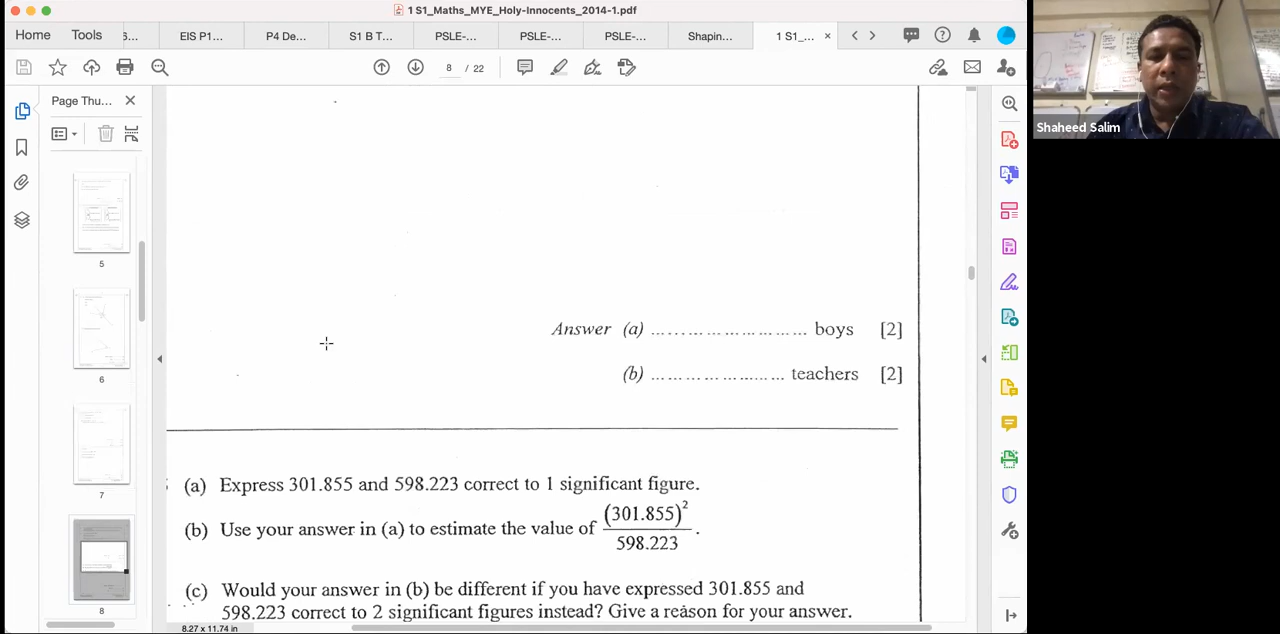 1 S1_Maths_MYE_Holy-Innocents_2014-1.pdf
Home Tools s... EIS P1... P4 De... S1 B T... PSLE-... PSLE-... PSLE-... Shapin... 1 S1_... ×
8 / 22
Page Thu...
5
6
7
8
Answer (a) ........................... boys [2]
(b) ........................ teachers [2]
(a) Express 301.855 and 598.223 correct to 1 significant figure.
(b) Use your answer in (a) to estimate the value of (301.855)² / 598.223 .
(c) Would your answer in (b) be different if you have expressed 301.855 and
598.223 correct to 2 significant figures instead? Give a reason for your answer.
8.27 x 11.74 in
Shaheed Salim